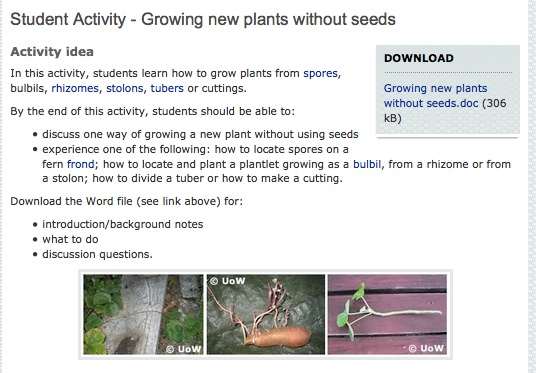 Student Activity - Growing new plants without seeds
Activity idea
In this activity, students learn how to grow plants from spores,
bulbils, rhizomes, stolons, tubers or cuttings.
By the end of this activity, students should be able to:
• discuss one way of growing a new plant without using seeds
• experience one of the following: how to locate spores on a
fern frond; how to locate and plant a plantlet growing as a bulbil, from a rhizome or from
a stolon; how to divide a tuber or how to make a cutting.
Download the Word file (see link above) for:
• introduction/background notes
• what to do
• discussion questions.
DOWNLOAD
Growing new plants
without seeds.doc (306
kB)
© UoW
© UoW
© UoW